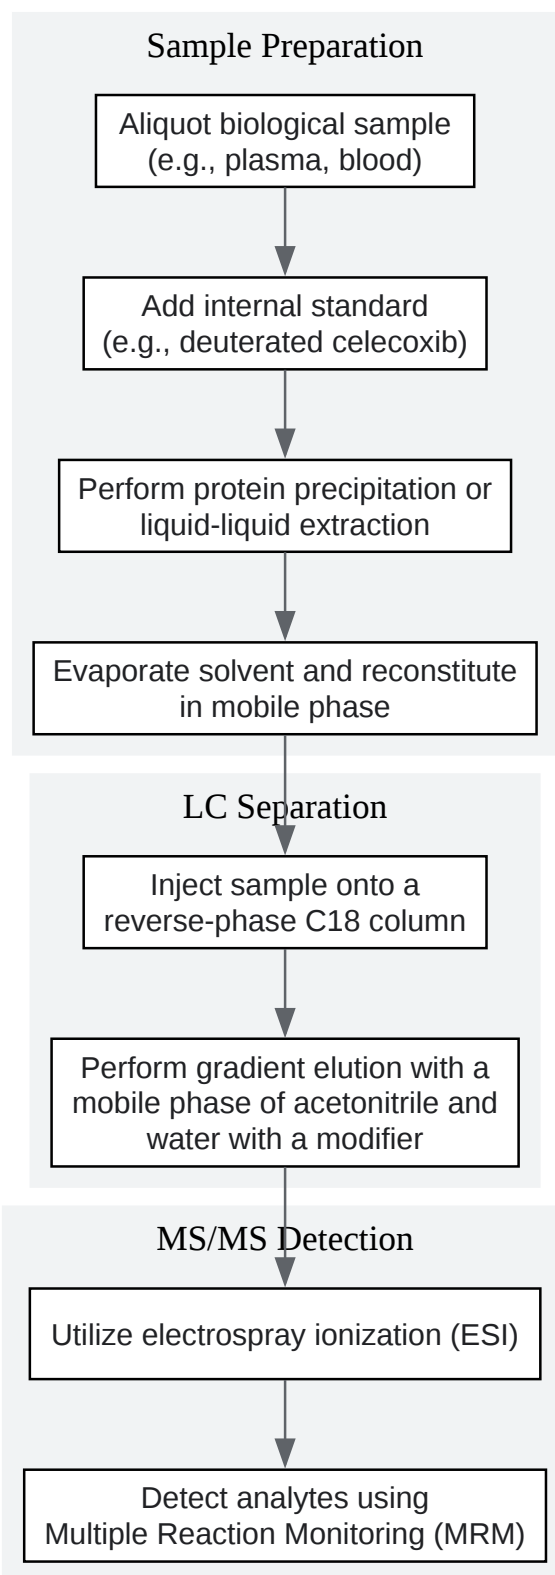 Sample Preparation
Aliquot biological sample
(e.g., plasma, blood)
Add internal standard
(e.g., deuterated celecoxib)
Perform protein precipitation or
liquid-liquid extraction
Evaporate solvent and reconstitute
in mobile phase
LC Separation
Inject sample onto a
reverse-phase C18 column
Perform gradient elution with a
mobile phase of acetonitrile and
water with a modifier
MS/MS Detection
Utilize electrospray ionization (ESI)
Detect analytes using
Multiple Reaction Monitoring (MRM)